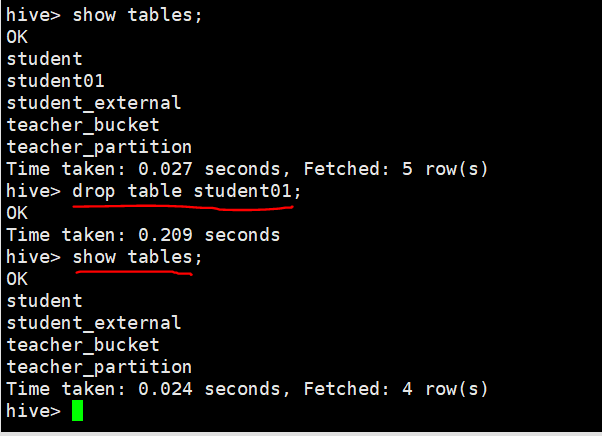 hive> show tables;
OK
student
student01
student_external
teacher_bucket
teacher_partition
Time taken: 0.027 seconds, Fetched: 5 row(s)
hive> drop table student01;
OK
Time taken: 0.209 seconds
hive> show tables;
OK
student
student_external
teacher_bucket
teacher_partition
Time taken: 0.024 seconds, Fetched: 4 row(s)
hive>